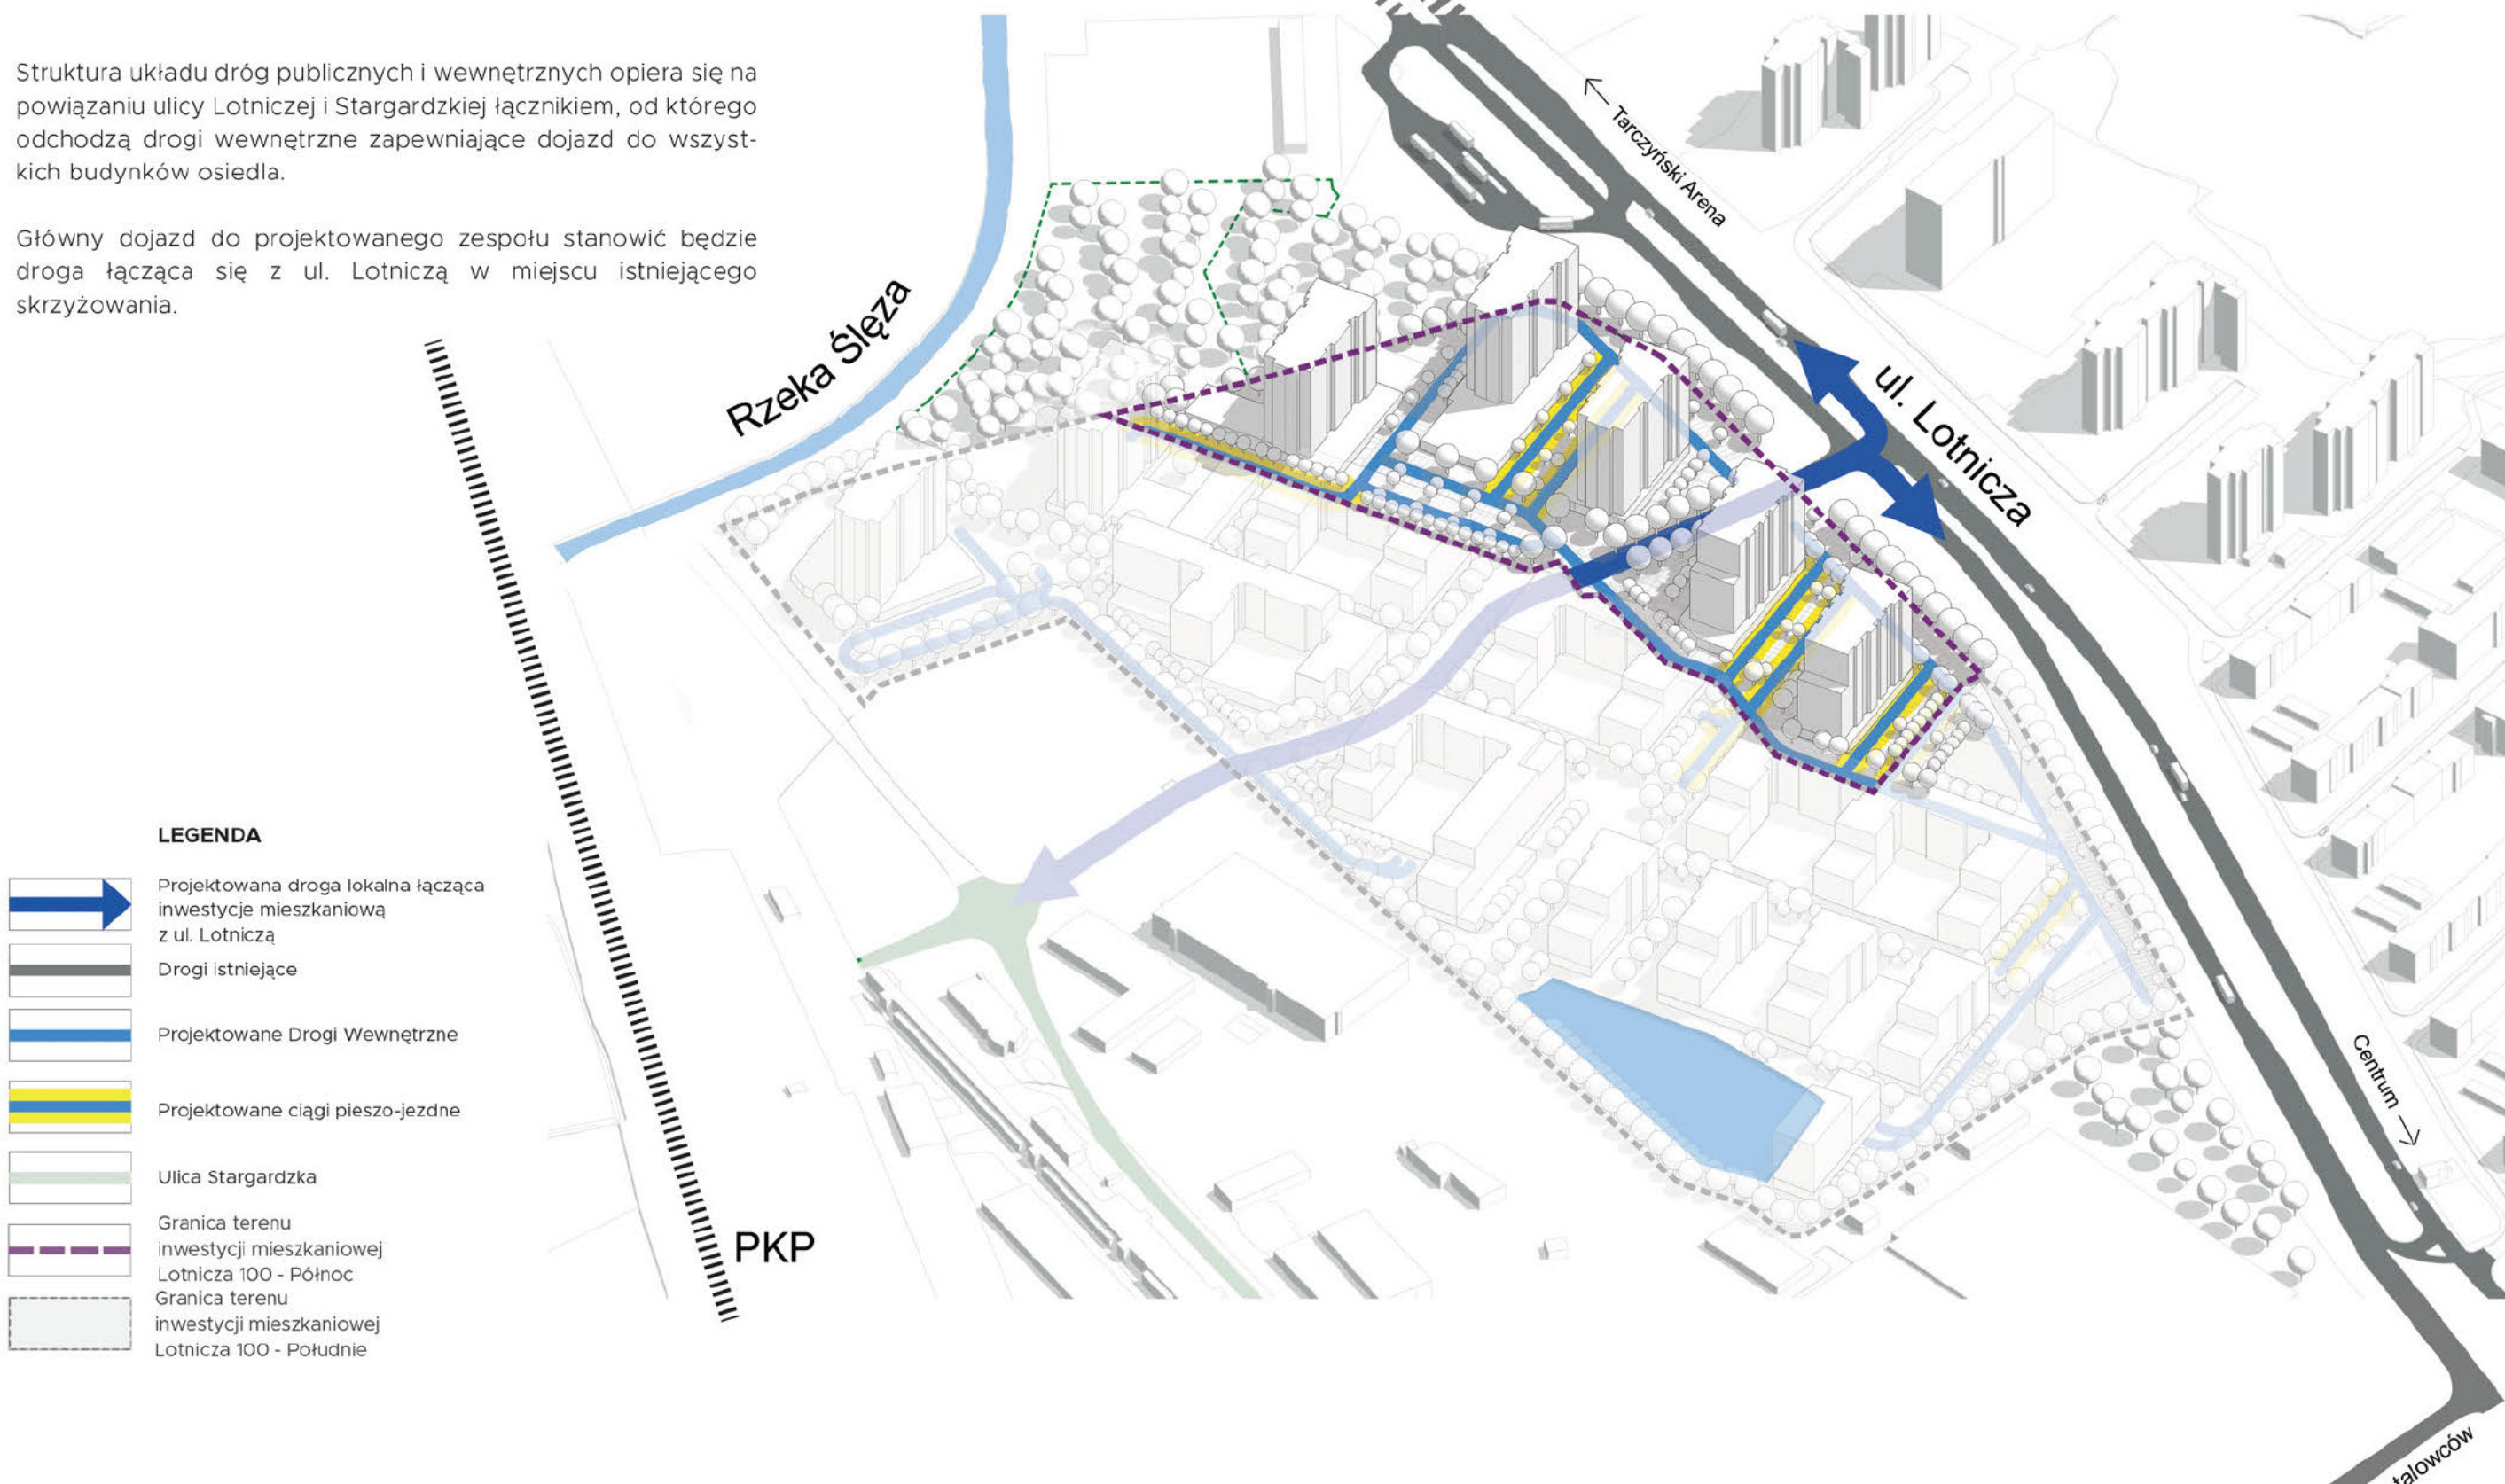 Struktura układu dróg publicznych i wewnętrznych opiera się na
powiązaniu ulicy Lotniczej i Stargardzkiej łącznikiem, od którego
odchodzą drogi wewnętrzne zapewniające dojazd do wszyst-
kich budynków osiedla.
Główny dojazd do projektowanego zespołu stanowić będzie
droga łącząca się z ul. Lotniczą w miejscu istniejącego
skrzyżowania.
← Tarczyński Arena
Rzeka Ślęza
ul. Lotnicza
LEGENDA
Projektowana droga lokalna łącząca
inwestycje mieszkaniową
z ul. Lotniczą
Drogi istniejące
Projektowane Drogi Wewnętrzne
Projektowane ciągi pieszo-jezdne
Ulica Stargardzka
Granica terenu
inwestycji mieszkaniowej
Lotnicza 100 - Północ
Granica terenu
inwestycji mieszkaniowej
Lotnicza 100 - Południe
PKP
Centrum →